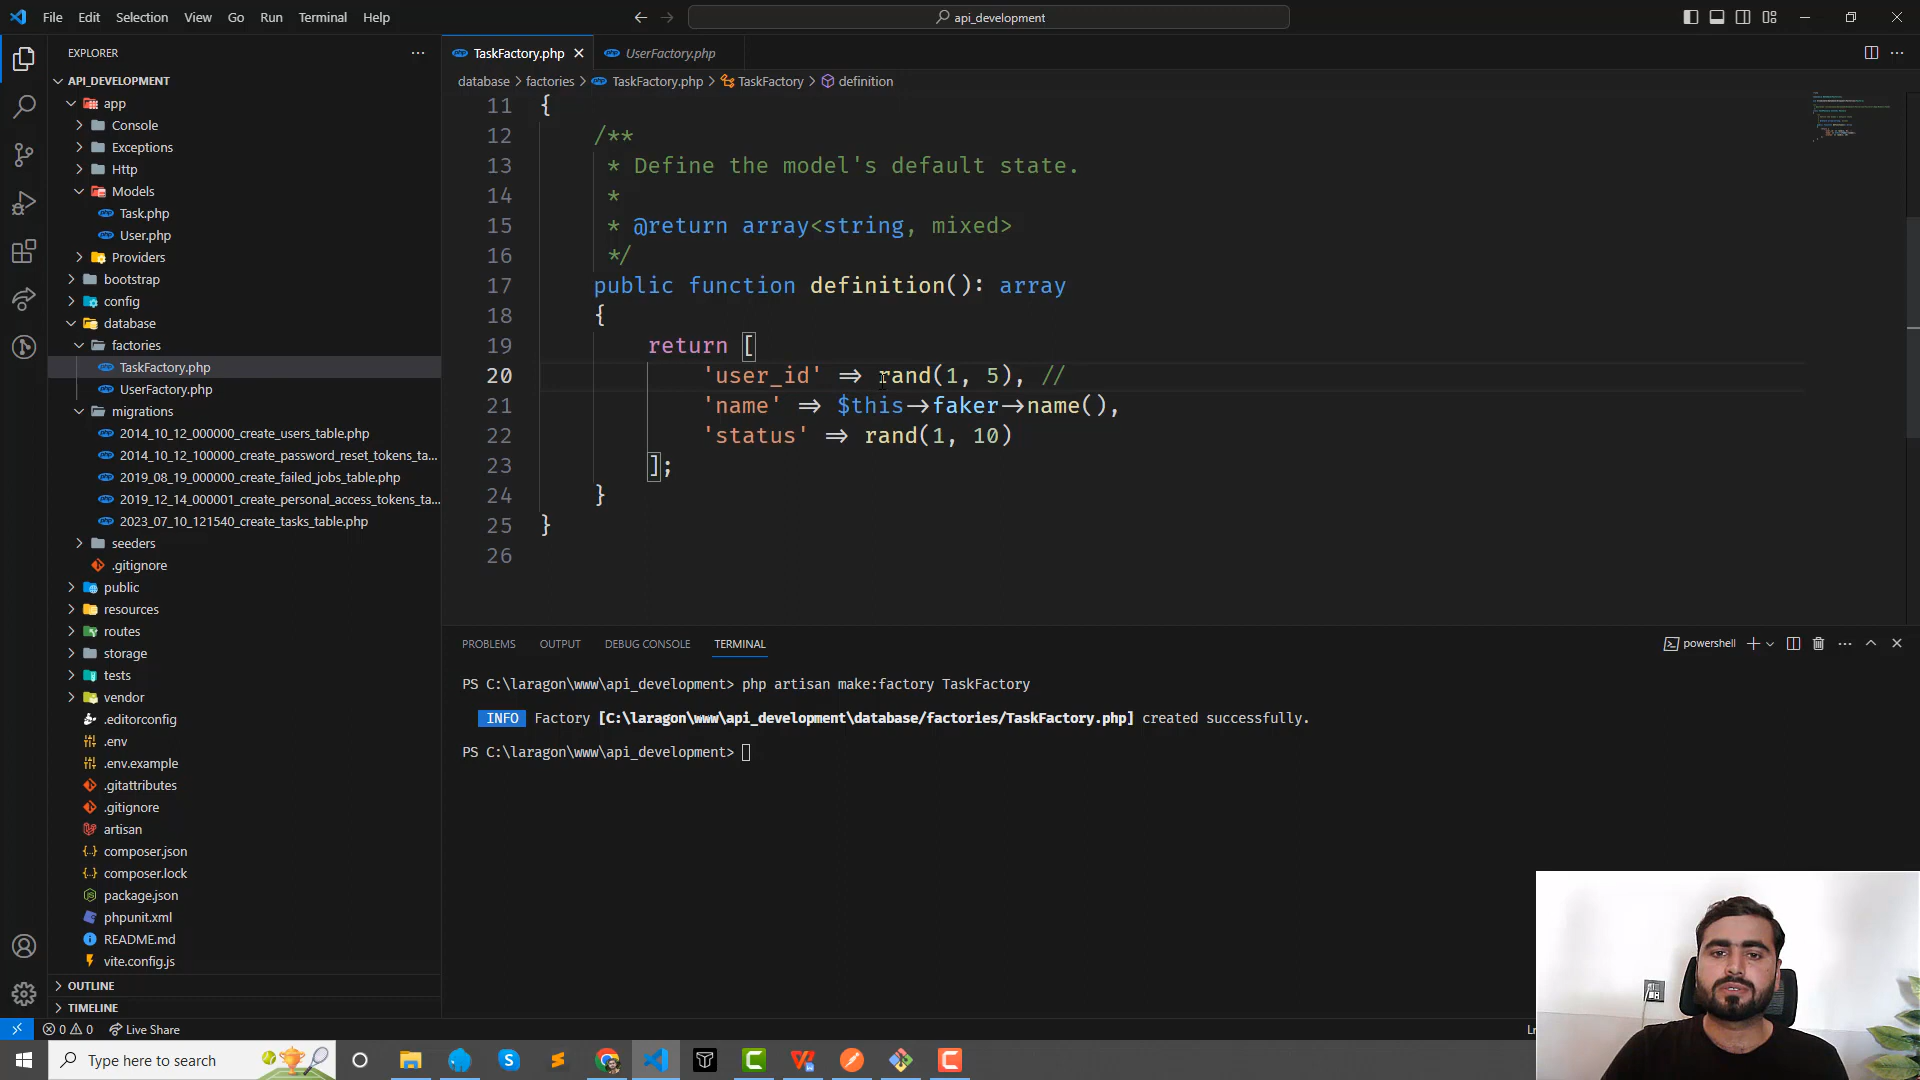 File Edit Selection View Go Run Terminal Help
api_development
EXPLORER
API_DEVELOPMENT
app
Console
Exceptions
Http
Models
Task.php
User.php
Providers
bootstrap
config
database
factories
TaskFactory.php
UserFactory.php
migrations
2014_10_12_000000_create_users_table.php
2014_10_12_100000_create_password_reset_tokens_ta...
2019_08_19_000000_create_failed_jobs_table.php
2019_12_14_000001_create_personal_access_tokens_ta...
2023_07_10_121540_create_tasks_table.php
seeders
.gitignore
public
resources
routes
storage
tests
vendor
.editorconfig
.env
.env.example
.gitattributes
.gitignore
artisan
composer.json
composer.lock
package.json
phpunit.xml
README.md
vite.config.js
OUTLINE
TIMELINE
TaskFactory.php UserFactory.php
database > factories > TaskFactory.php > TaskFactory > definition
11 {
12 /**
13 * Define the model's default state.
14 *
15 * @return array<string, mixed>
16 */
17 public function definition(): array
18 {
19 return [
20 'user_id' => rand(1, 5), //
21 'name' => $this->faker->name(),
22 'status' => rand(1, 10)
23 ];
24 }
25 }
26
PROBLEMS OUTPUT DEBUG CONSOLE TERMINAL
powershell
PS C:\laragon\www\api_development> php artisan make:factory TaskFactory
INFO Factory [C:\laragon\www\api_development\database/factories/TaskFactory.php] created successfully.
PS C:\laragon\www\api_development>
0 0 Live Share
Type here to search